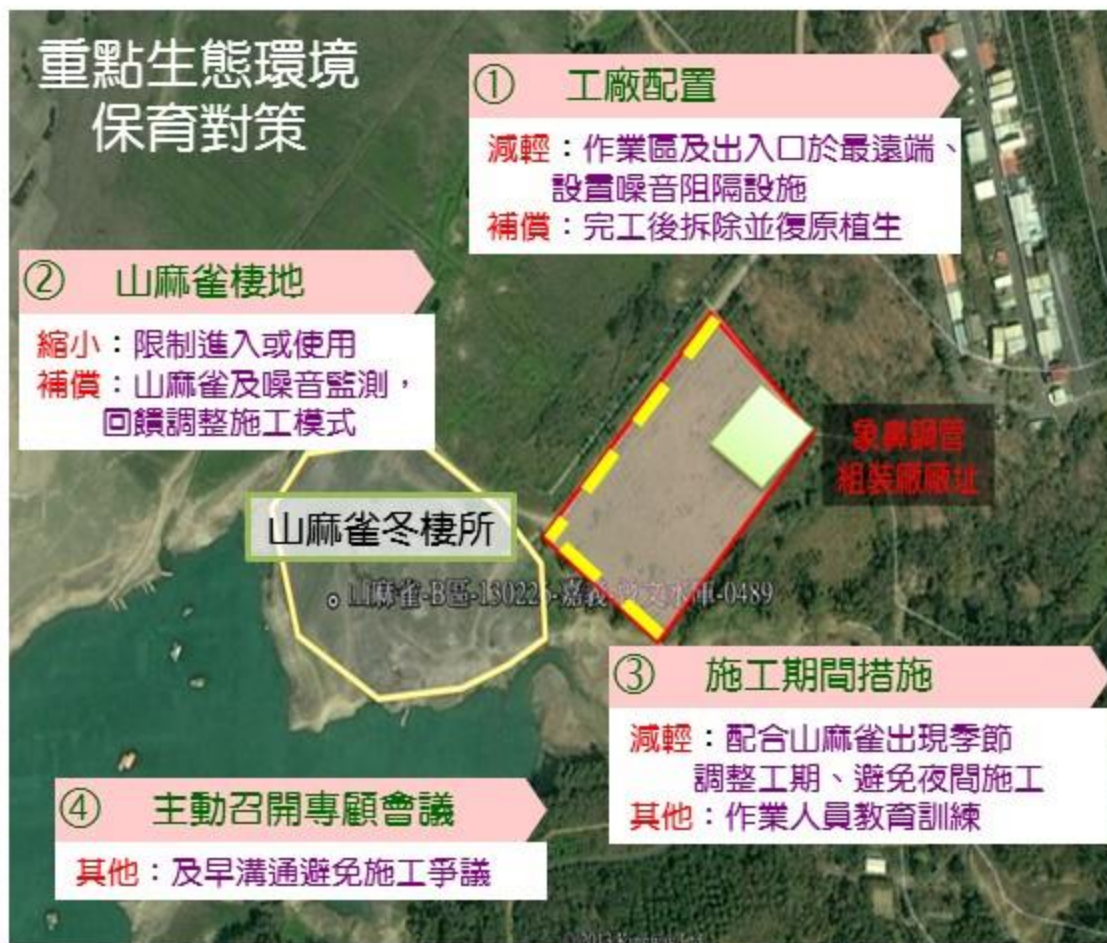 重點生態環境
保育對策
① 工廠配置
減輕：作業區及出入口於最遠端、
設置噪音阻隔設施
補償：完工後拆除並復原植生
② 山麻雀棲地
縮小：限制進入或使用
補償：山麻雀及噪音監測，
回饋調整施工模式
象鼻鋼管
組裝廠廠址
山麻雀冬棲所
山麻雀-B區-130225-嘉義-曾文水庫-0489
③ 施工期間措施
減輕：配合山麻雀出現季節
調整工期、避免夜間施工
其他：作業人員教育訓練
④ 主動召開專顧會議
其他：及早溝通避免施工爭議